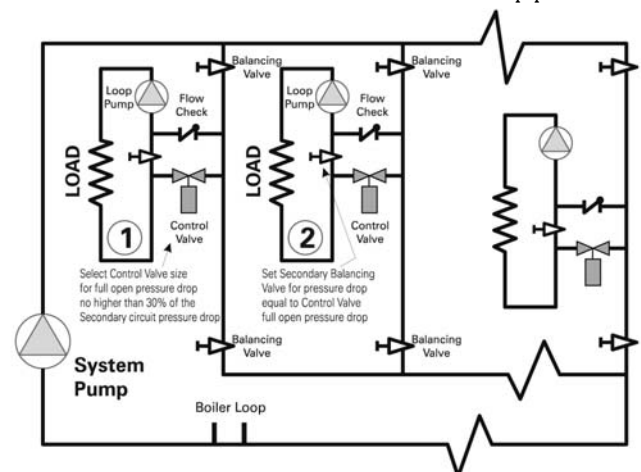 Balancing
Valve
Balancing
Valve
Loop
Pump
Flow
Check
LOAD
1
Control
Valve
Loop
Pump
Flow
Check
LOAD
2
Control
Valve
Select Control Valve size
for full open pressure drop
no higher than 30% of the
Secondary circuit pressure drop
Set Secondary Balancing
Valve for pressure drop
equal to Control Valve
full open pressure drop
Balancing
Valve
Balancing
Valve
System
Pump
Boiler Loop